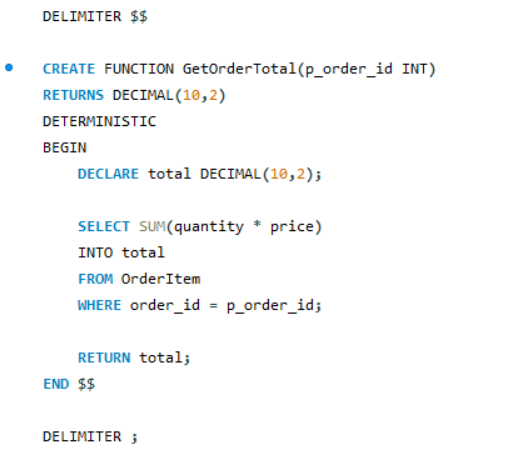 DELIMITER $$
CREATE FUNCTION GetOrderTotal(p_order_id INT)
RETURNS DECIMAL(10,2)
DETERMINISTIC
BEGIN
DECLARE total DECIMAL(10,2);
SELECT SUM(quantity * price)
INTO total
FROM OrderItem
WHERE order_id = p_order_id;
RETURN total;
END $$
DELIMITER ;